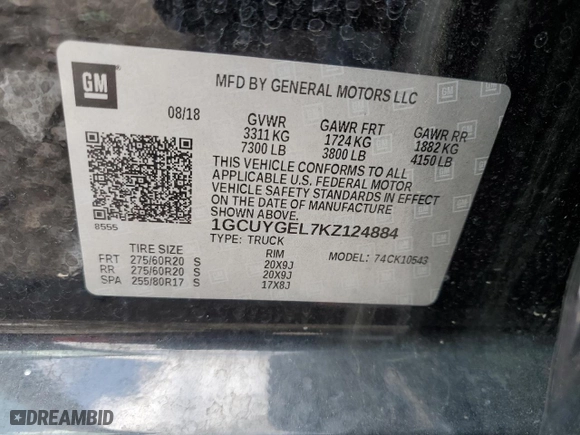 GM
MFD BY GENERAL MOTORS LLC
08/18 GVWR GAWR FRT GAWR RR
3311 KG 1724 KG 1882 KG
7300 LB 3800 LB 4150 LB
THIS VEHICLE CONFORMS TO ALL
APPLICABLE U.S. FEDERAL MOTOR
VEHICLE SAFETY STANDARDS IN EFFECT
ON THE DATE OF MANUFACTURE
SHOWN ABOVE
8555
1GCUYGEL7KZ124884
TYPE: TRUCK MODEL: 74CK10543
TIRE SIZE RIM
FRT 275/60R20 S 20X9J
RR 275/60R20 S 20X9J
SPA 255/80R17 S 17X8J
DREAMBID